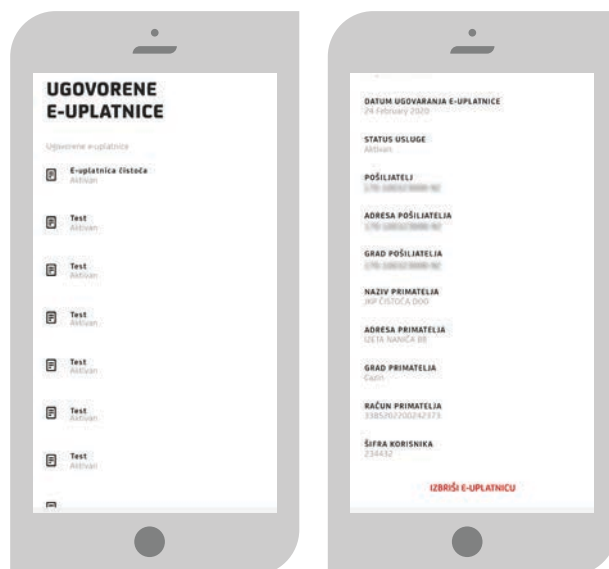 UGOVORENE
E-UPLATNICE
Ugovorene e-uplatnice
E-uplatnica čistoća
Aktivan
Test
Aktivan
Test
Aktivan
Test
Aktivan
Test
Aktivan
Test
Aktivan
Test
Aktivan
DATUM UGOVARANJA E-UPLATNICE
24 February 2020
STATUS USLUGE
Aktivan
POŠILJATELJ
ADRESA POŠILJATELJA
GRAD POŠILJATELJA
NAZIV PRIMATELJA
JKP ČISTOĆA DOO
ADRESA PRIMATELJA
IZETA NANIĆA BB
GRAD PRIMATELJA
Cazin
RAČUN PRIMATELJA
3385202200242373
ŠIFRA KORISNIKA
234432
IZBRIŠI E-UPLATNICU